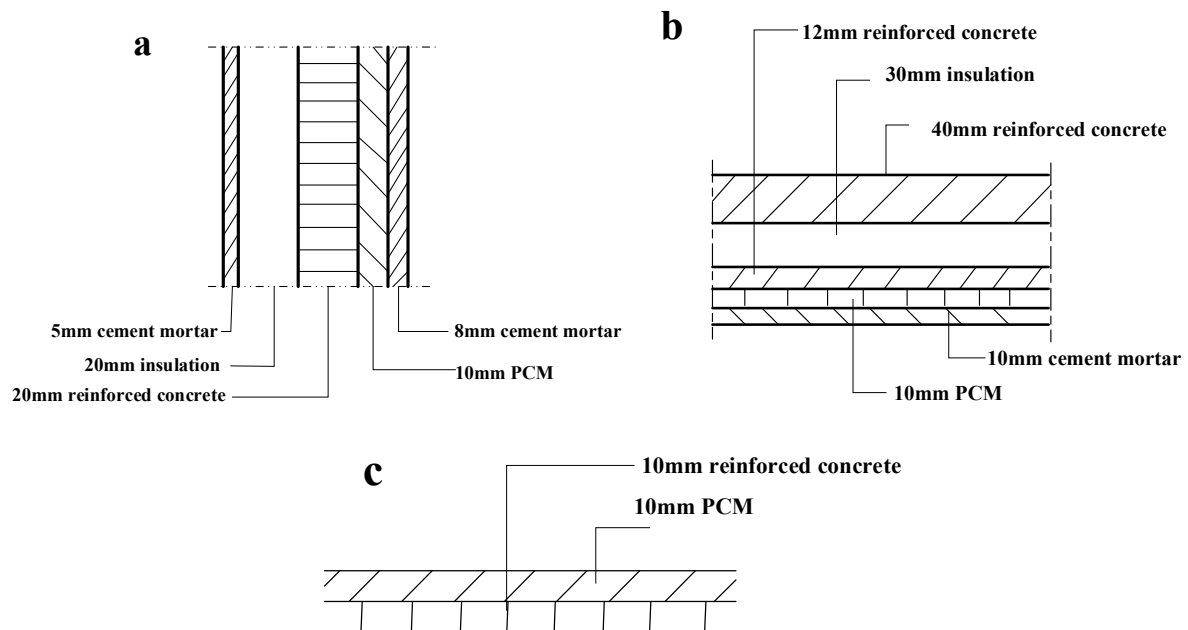 a
5mm cement mortar
20mm insulation
20mm reinforced concrete
8mm cement mortar
10mm PCM
b
12mm reinforced concrete
30mm insulation
40mm reinforced concrete
10mm cement mortar
10mm PCM
c
10mm reinforced concrete
10mm PCM